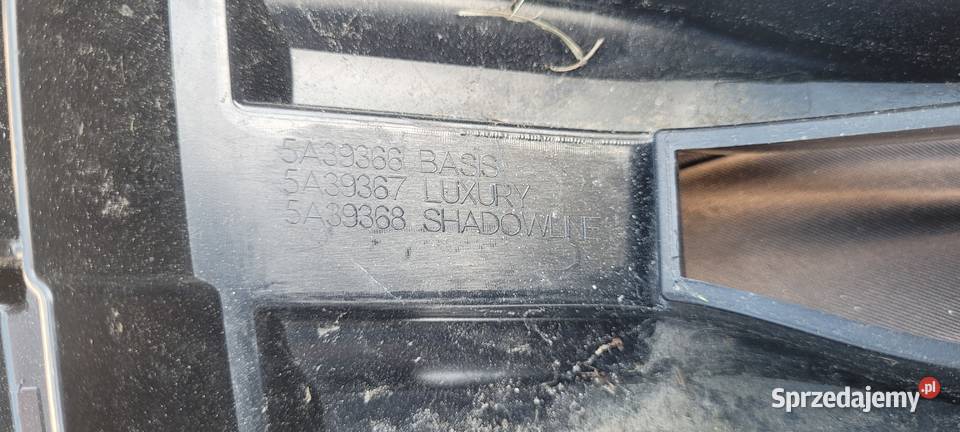 5A39366 BASIS
5A39367 LUXURY
5A39368 SHADOWLINE
Sprzedajemy.pl